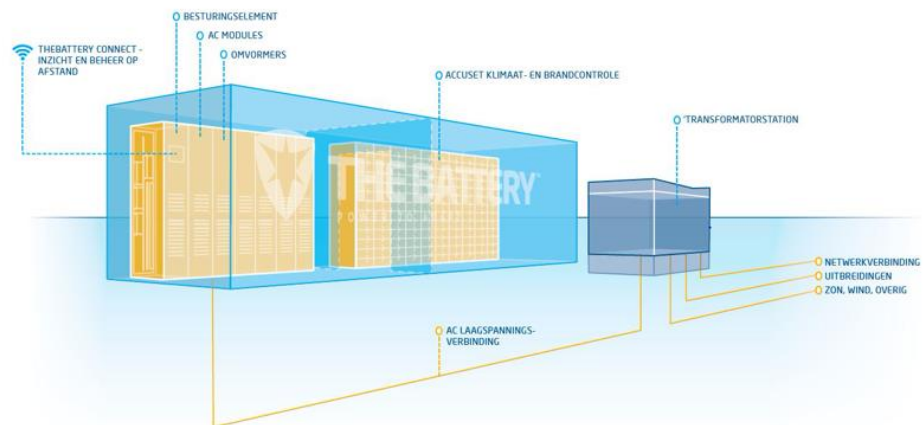 BESTURINGSELEMENT
AC MODULES
OMVORMERS
THEBATTERY CONNECT -
INZICHT EN BEHEER OP
AFSTAND
ACCUSET KLIMAAT- EN BRANDCONTROLE
'TRANSFORMATORSTATION
THE BATTERY™
NETWERKVERBINDING
UITBREIDINGEN
ZON, WIND, OVERIG
AC LAAGSPANNINGS-
VERBINDING